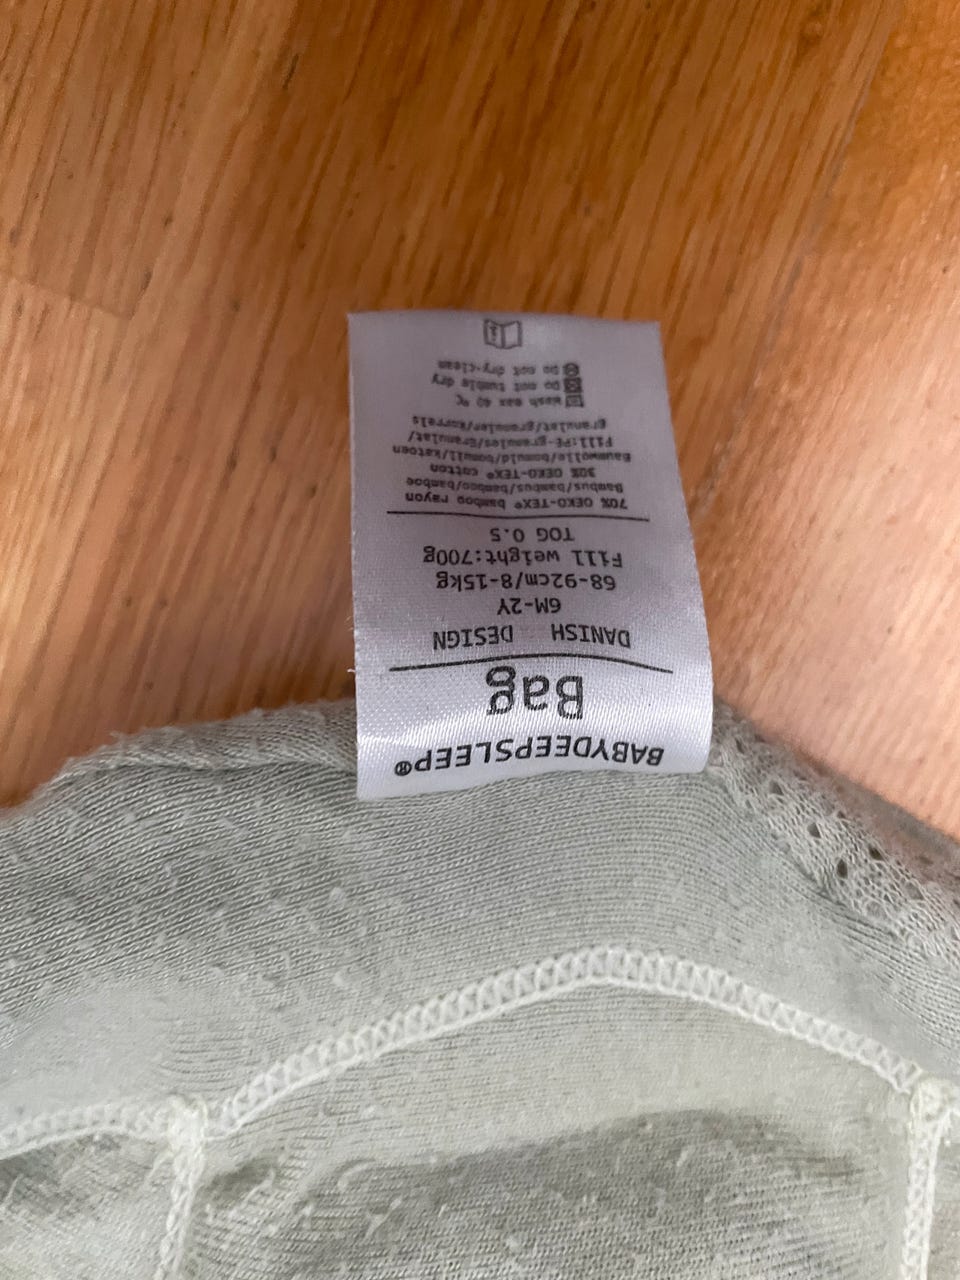 BABYDEEPSLEEP®
Bag
DANISH DESIGN
6M-2Y
68-92cm/8-15kg
Fill weight:700g
TOG 0.5
70% OEKO-TEX® bamboo rayon
Bambus/bambus/bamboo/bamboe
30% OEKO-TEX® cotton
Baumwolle/bomuld/bomull/katoen
Fill:PE-granules/Granulat/
granulat/granuler/korrels
Wash max 40 °C
Do not tumble dry
Do not dry-clean